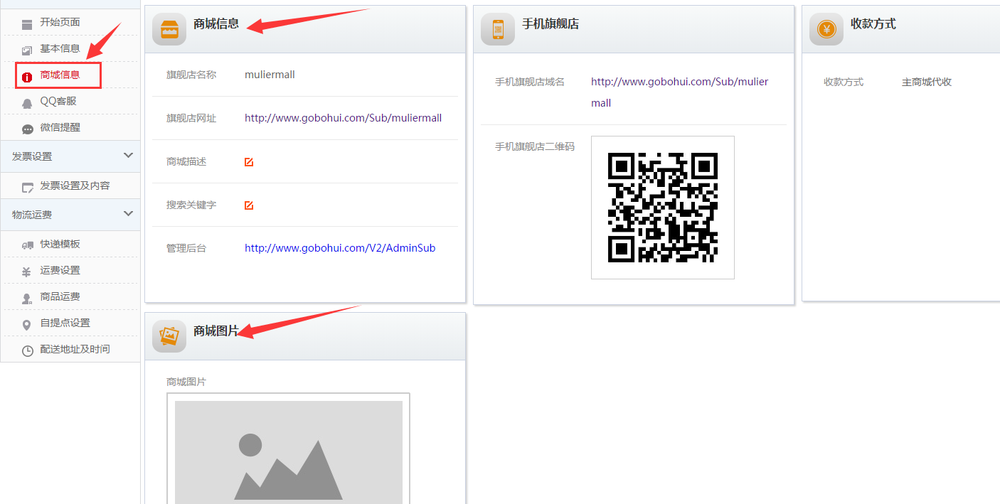 开始页面
基本信息
商城信息
QQ客服
微信提醒
发票设置
发票设置及内容
物流运费
快递模板
运费设置
商品运费
自提点设置
配送地址及时间
商城信息
旗舰店名称 muliermall
旗舰店网址 http://www.gobohui.com/Sub/muliermall
商城描述
搜索关键字
管理后台 http://www.gobohui.com/V2/AdminSub
手机旗舰店
手机旗舰店域名 http://www.gobohui.com/Sub/mulier
mall
手机旗舰店二维码
收款方式
收款方式 主商城代收
商城图片
商城图片